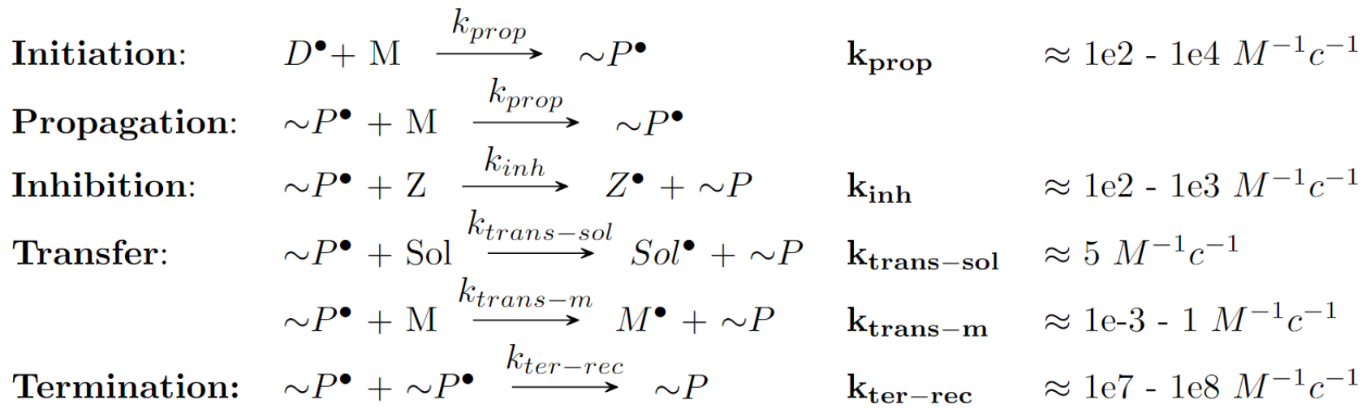 Initiation: D•+ M k_prop → ∼P• k_prop ≈ 1e2 - 1e4 M⁻¹c⁻¹
Propagation: ∼P• + M k_prop → ∼P•
Inhibition: ∼P• + Z k_inh → Z• + ∼P k_inh ≈ 1e2 - 1e3 M⁻¹c⁻¹
Transfer: ∼P• + Sol k_trans−sol → Sol• + ∼P k_trans−sol ≈ 5 M⁻¹c⁻¹
∼P• + M k_trans−m → M• + ∼P k_trans−m ≈ 1e-3 - 1 M⁻¹c⁻¹
Termination: ∼P• + ∼P• k_ter−rec → ∼P k_ter−rec ≈ 1e7 - 1e8 M⁻¹c⁻¹